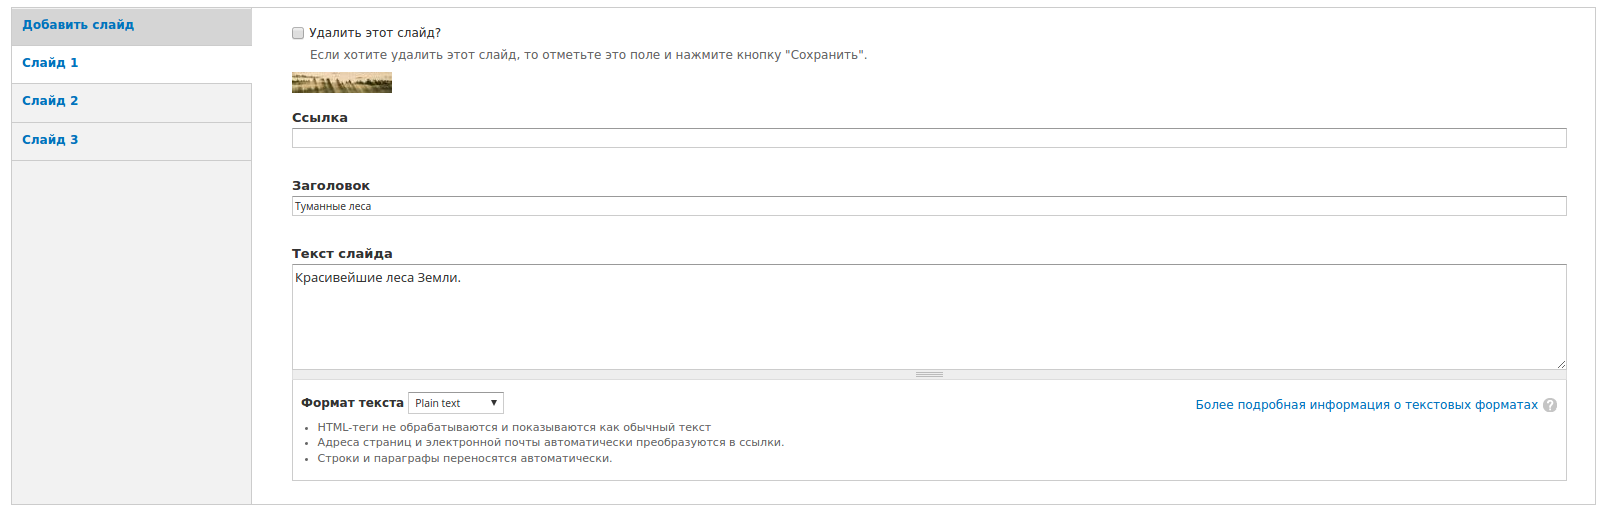 Добавить слайд
Слайд 1
Слайд 2
Слайд 3
Удалить этот слайд?
Если хотите удалить этот слайд, то отметьте это поле и нажмите кнопку "Сохранить".
Ссылка
Заголовок
Туманные леса
Текст слайда
Красивейшие леса Земли.
Формат текста Plain text
Более подробная информация о текстовых форматах ?
HTML-теги не обрабатываются и показываются как обычный текст
Адреса страниц и электронной почты автоматически преобразуются в ссылки.
Строки и параграфы переносятся автоматически.